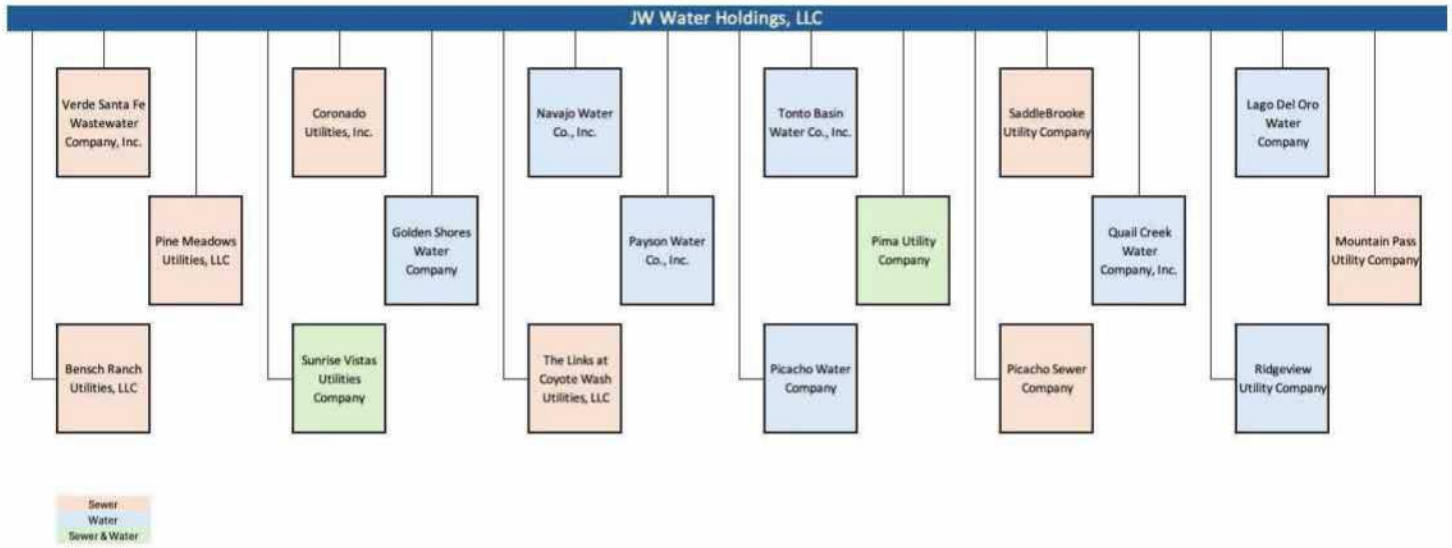 JW Water Holdings, LLC
Verde Santa Fe
Wastewater
Company, Inc.
Coronado
Utilities, Inc.
Navajo Water
Co., Inc.
Tonto Basin
Water Co., Inc.
SaddleBrooke
Utility Company
Lago Del Oro
Water
Company
Pine Meadows
Utilities, LLC
Golden Shores
Water
Company
Payson Water
Co., Inc.
Pima Utility
Company
Quail Creek
Water
Company, Inc.
Mountain Pass
Utility Company
Bensch Ranch
Utilities, LLC
Sunrise Vistas
Utilities
Company
The Links at
Coyote Wash
Utilities, LLC
Picacho Water
Company
Picacho Sewer
Company
Ridgeview
Utility Company
Sewer
Water
Sewer & Water